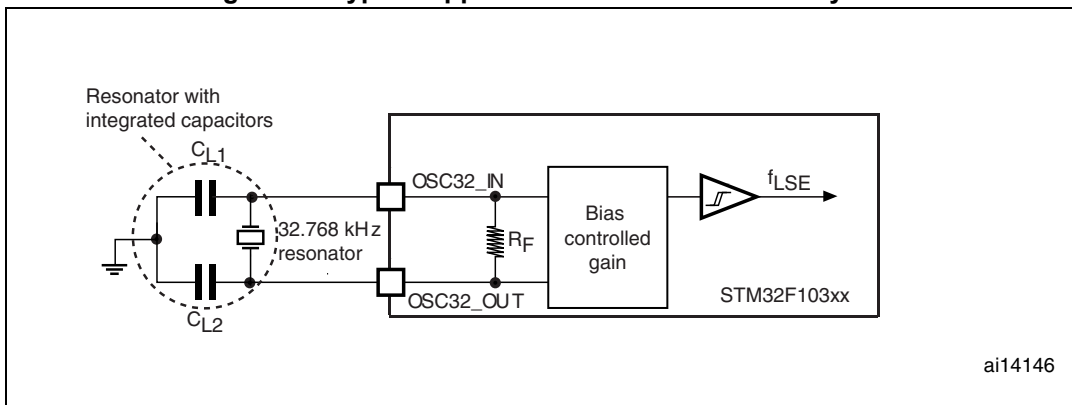 Resonator with
integrated capacitors
CL1
OSC32_IN
fLSE
32.768 kHz
resonator
RF
Bias
controlled
gain
OSC32_OUT
STM32F103xx
CL2
ai14146